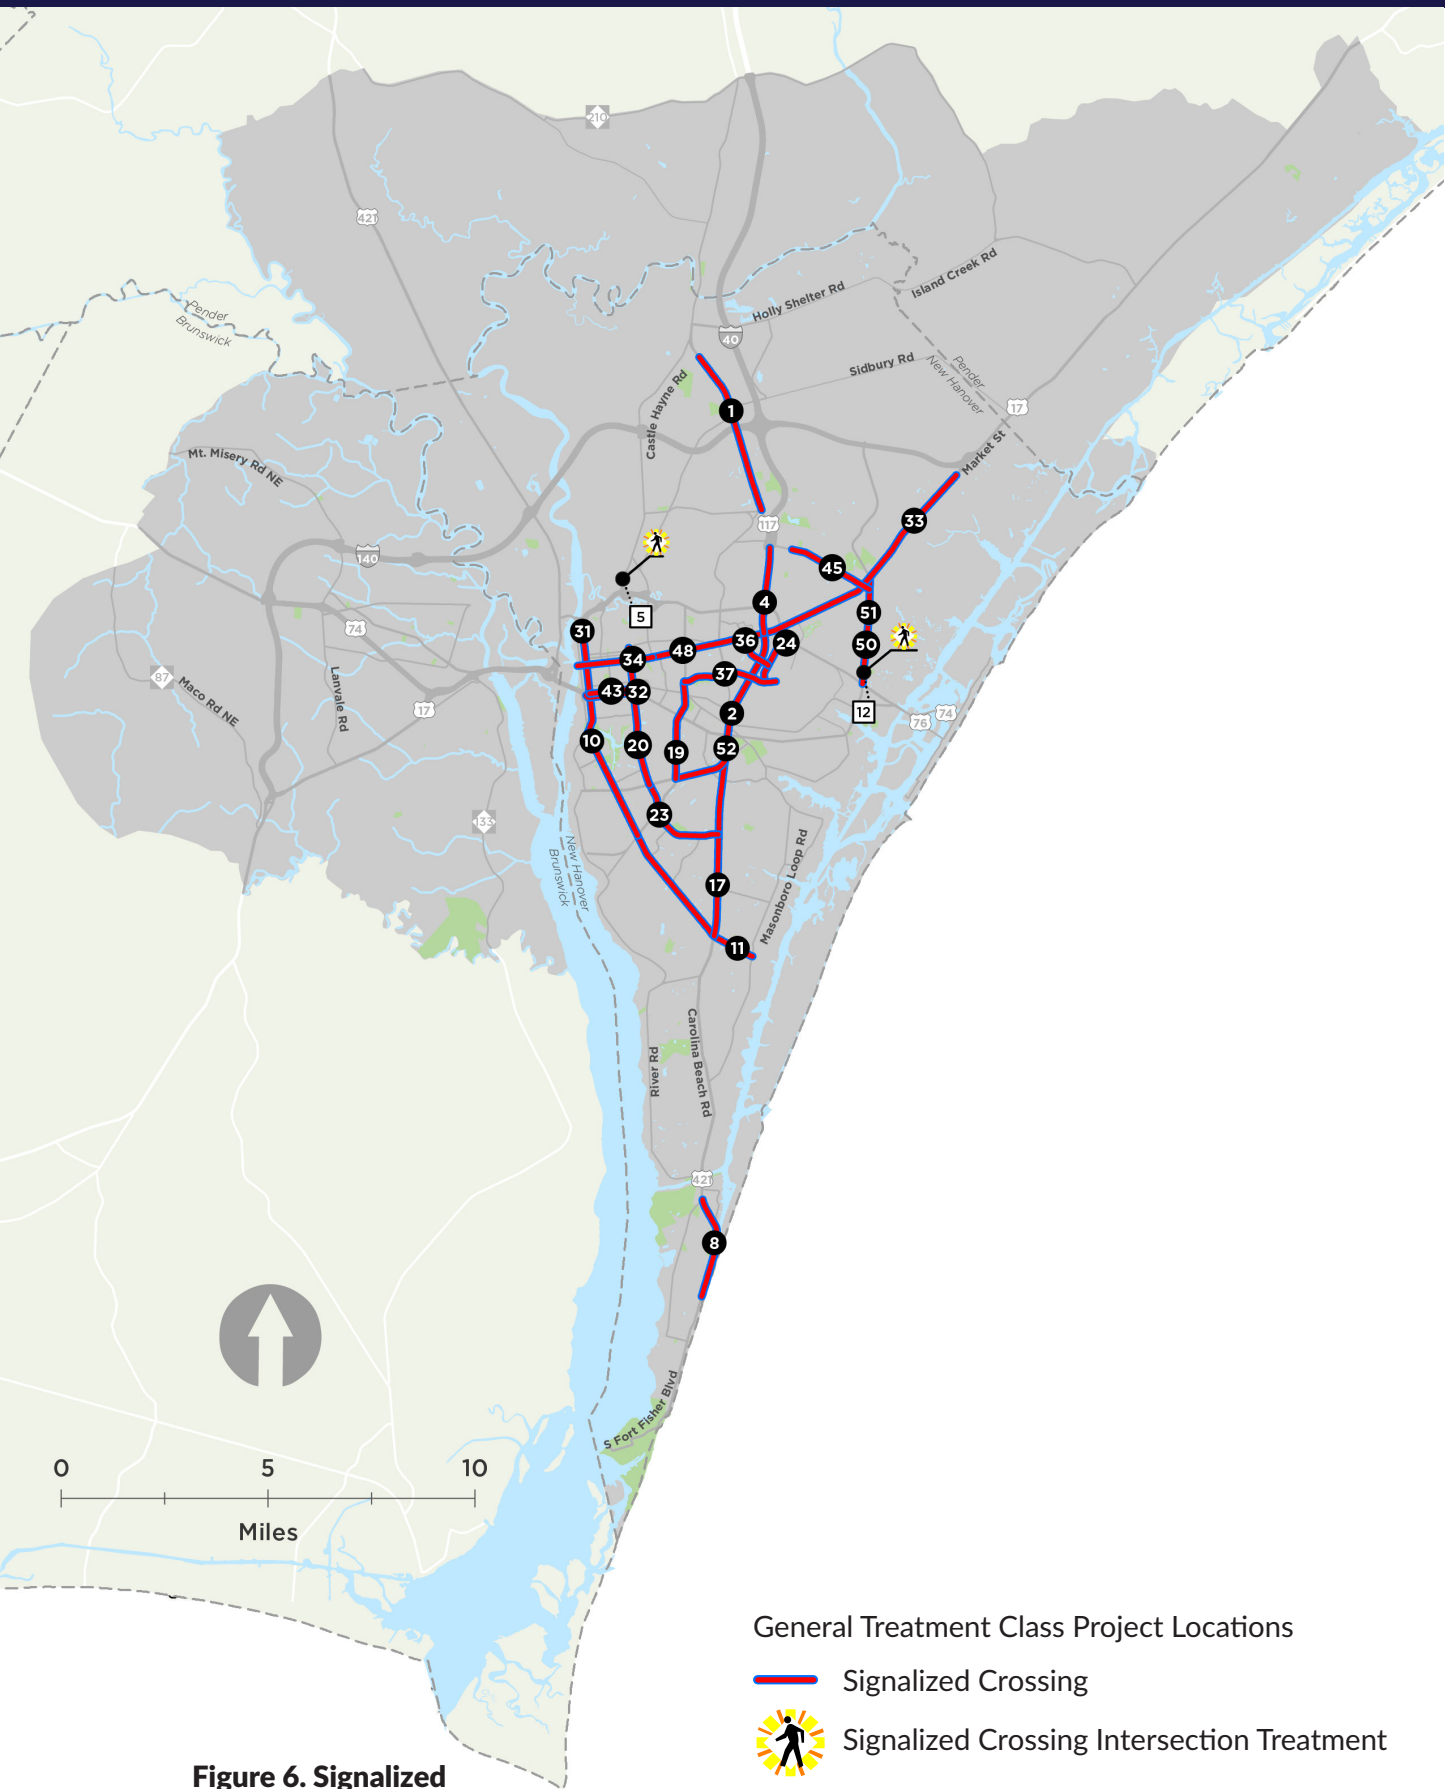 210
421
Pender
Brunswick
Holly Shelter Rd
Island Creek Rd
40
Sidbury Rd
Pender
New Hanover
17
Castle Hayne Rd
1
Market St
Mt. Misery Rd NE
33
117
140
45
4
5
51
74
31
36
24
50
48
34
37
87
Maco Rd NE
Lanvale Rd
43
32
17
2
12
76
74
10
20
19
52
23
133
New Hanover
Brunswick
Masonboro Loop Rd
17
11
River Rd
Carolina Beach Rd
421
8
S Fort Fisher Blvd
0 5 10
Miles
General Treatment Class Project Locations
Signalized Crossing
Signalized Crossing Intersection Treatment
Figure 6. Signalized